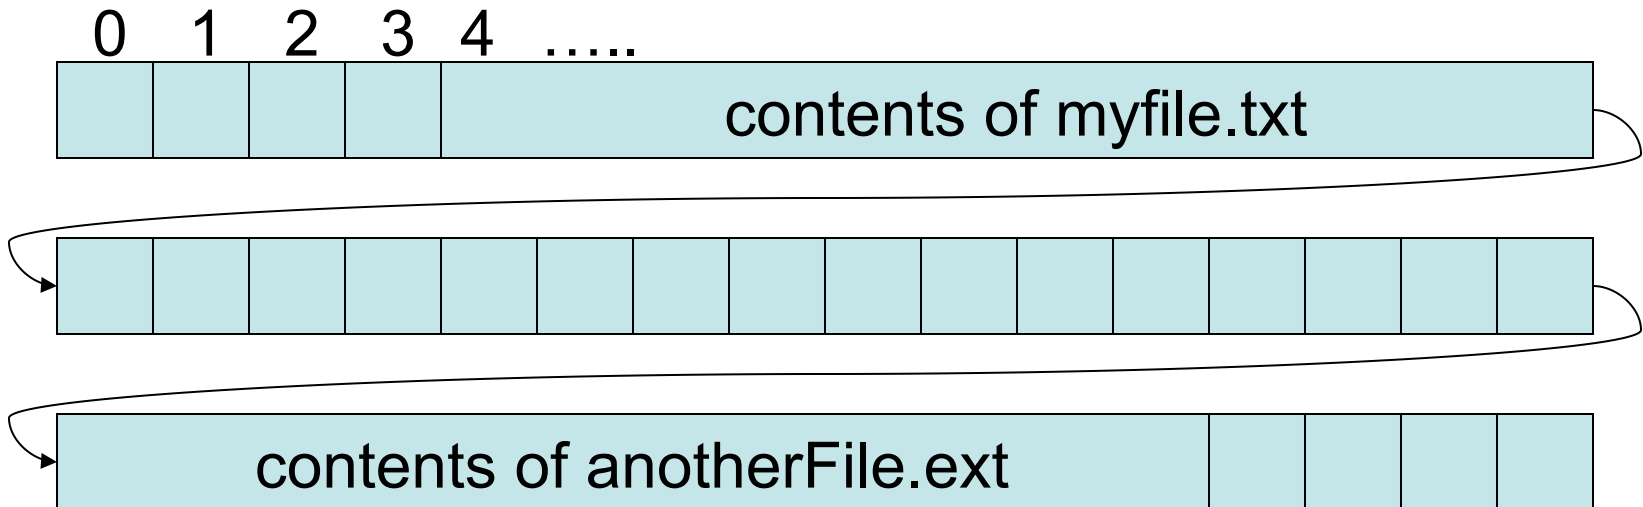 0 1 2 3 4 …..
contents of myfile.txt
contents of anotherFile.ext